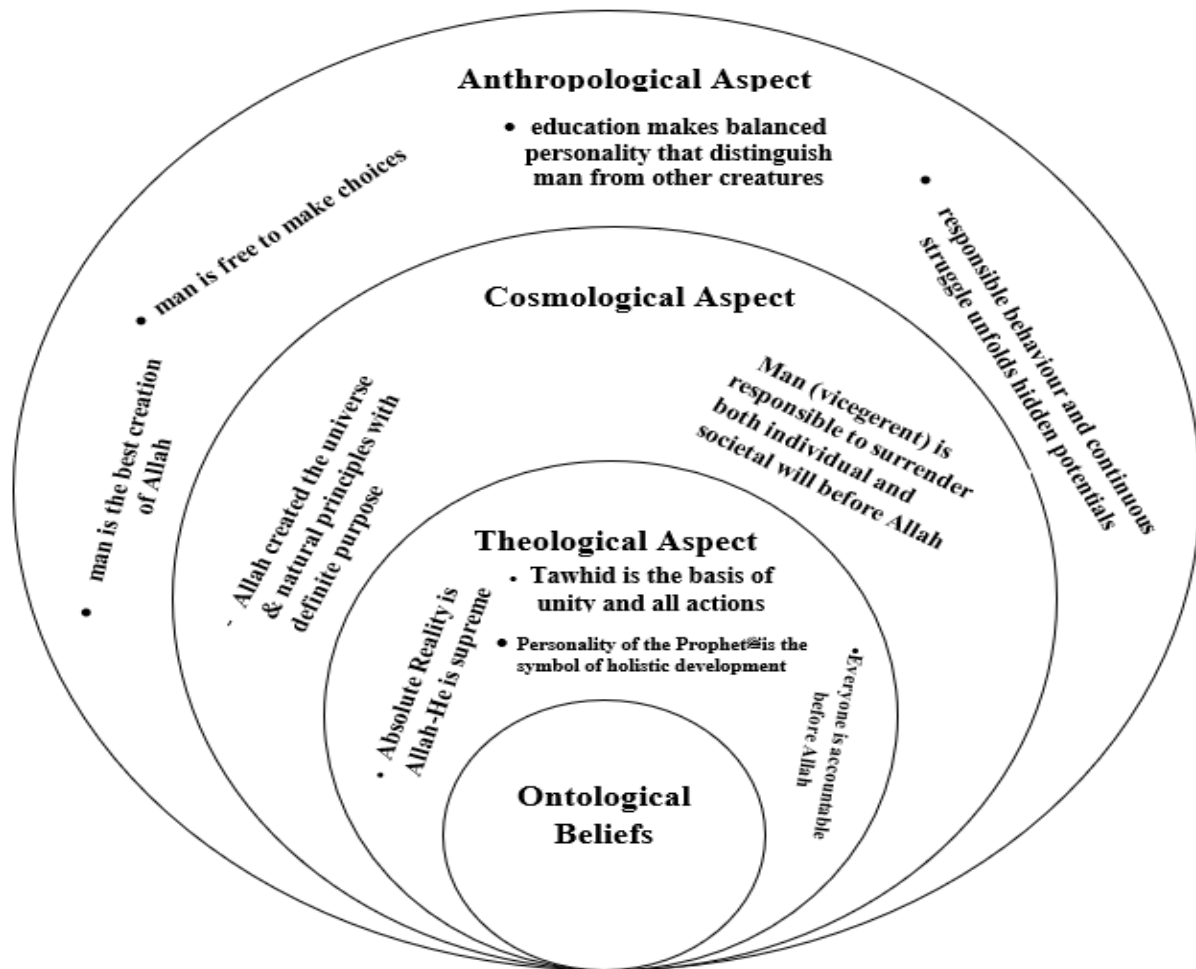 Anthropological Aspect
• education makes balanced
personality that distinguish
man from other creatures
• man is free to make choices
• man is the best creation
of Allah
• responsible behaviour and continuous
struggle unfolds hidden potentials
Cosmological Aspect
- Allah created the universe
& natural principles with
definite purpose
Man (vicegerent) is
responsible to surrender
both individual and
societal will before Allah
Theological Aspect
• Tawhid is the basis of
unity and all actions
• Personality of the Prophetﷺis the
symbol of holistic development
• Absolute Reality is
Allah-He is supreme
•Everyone is accountable
before Allah
Ontological
Beliefs